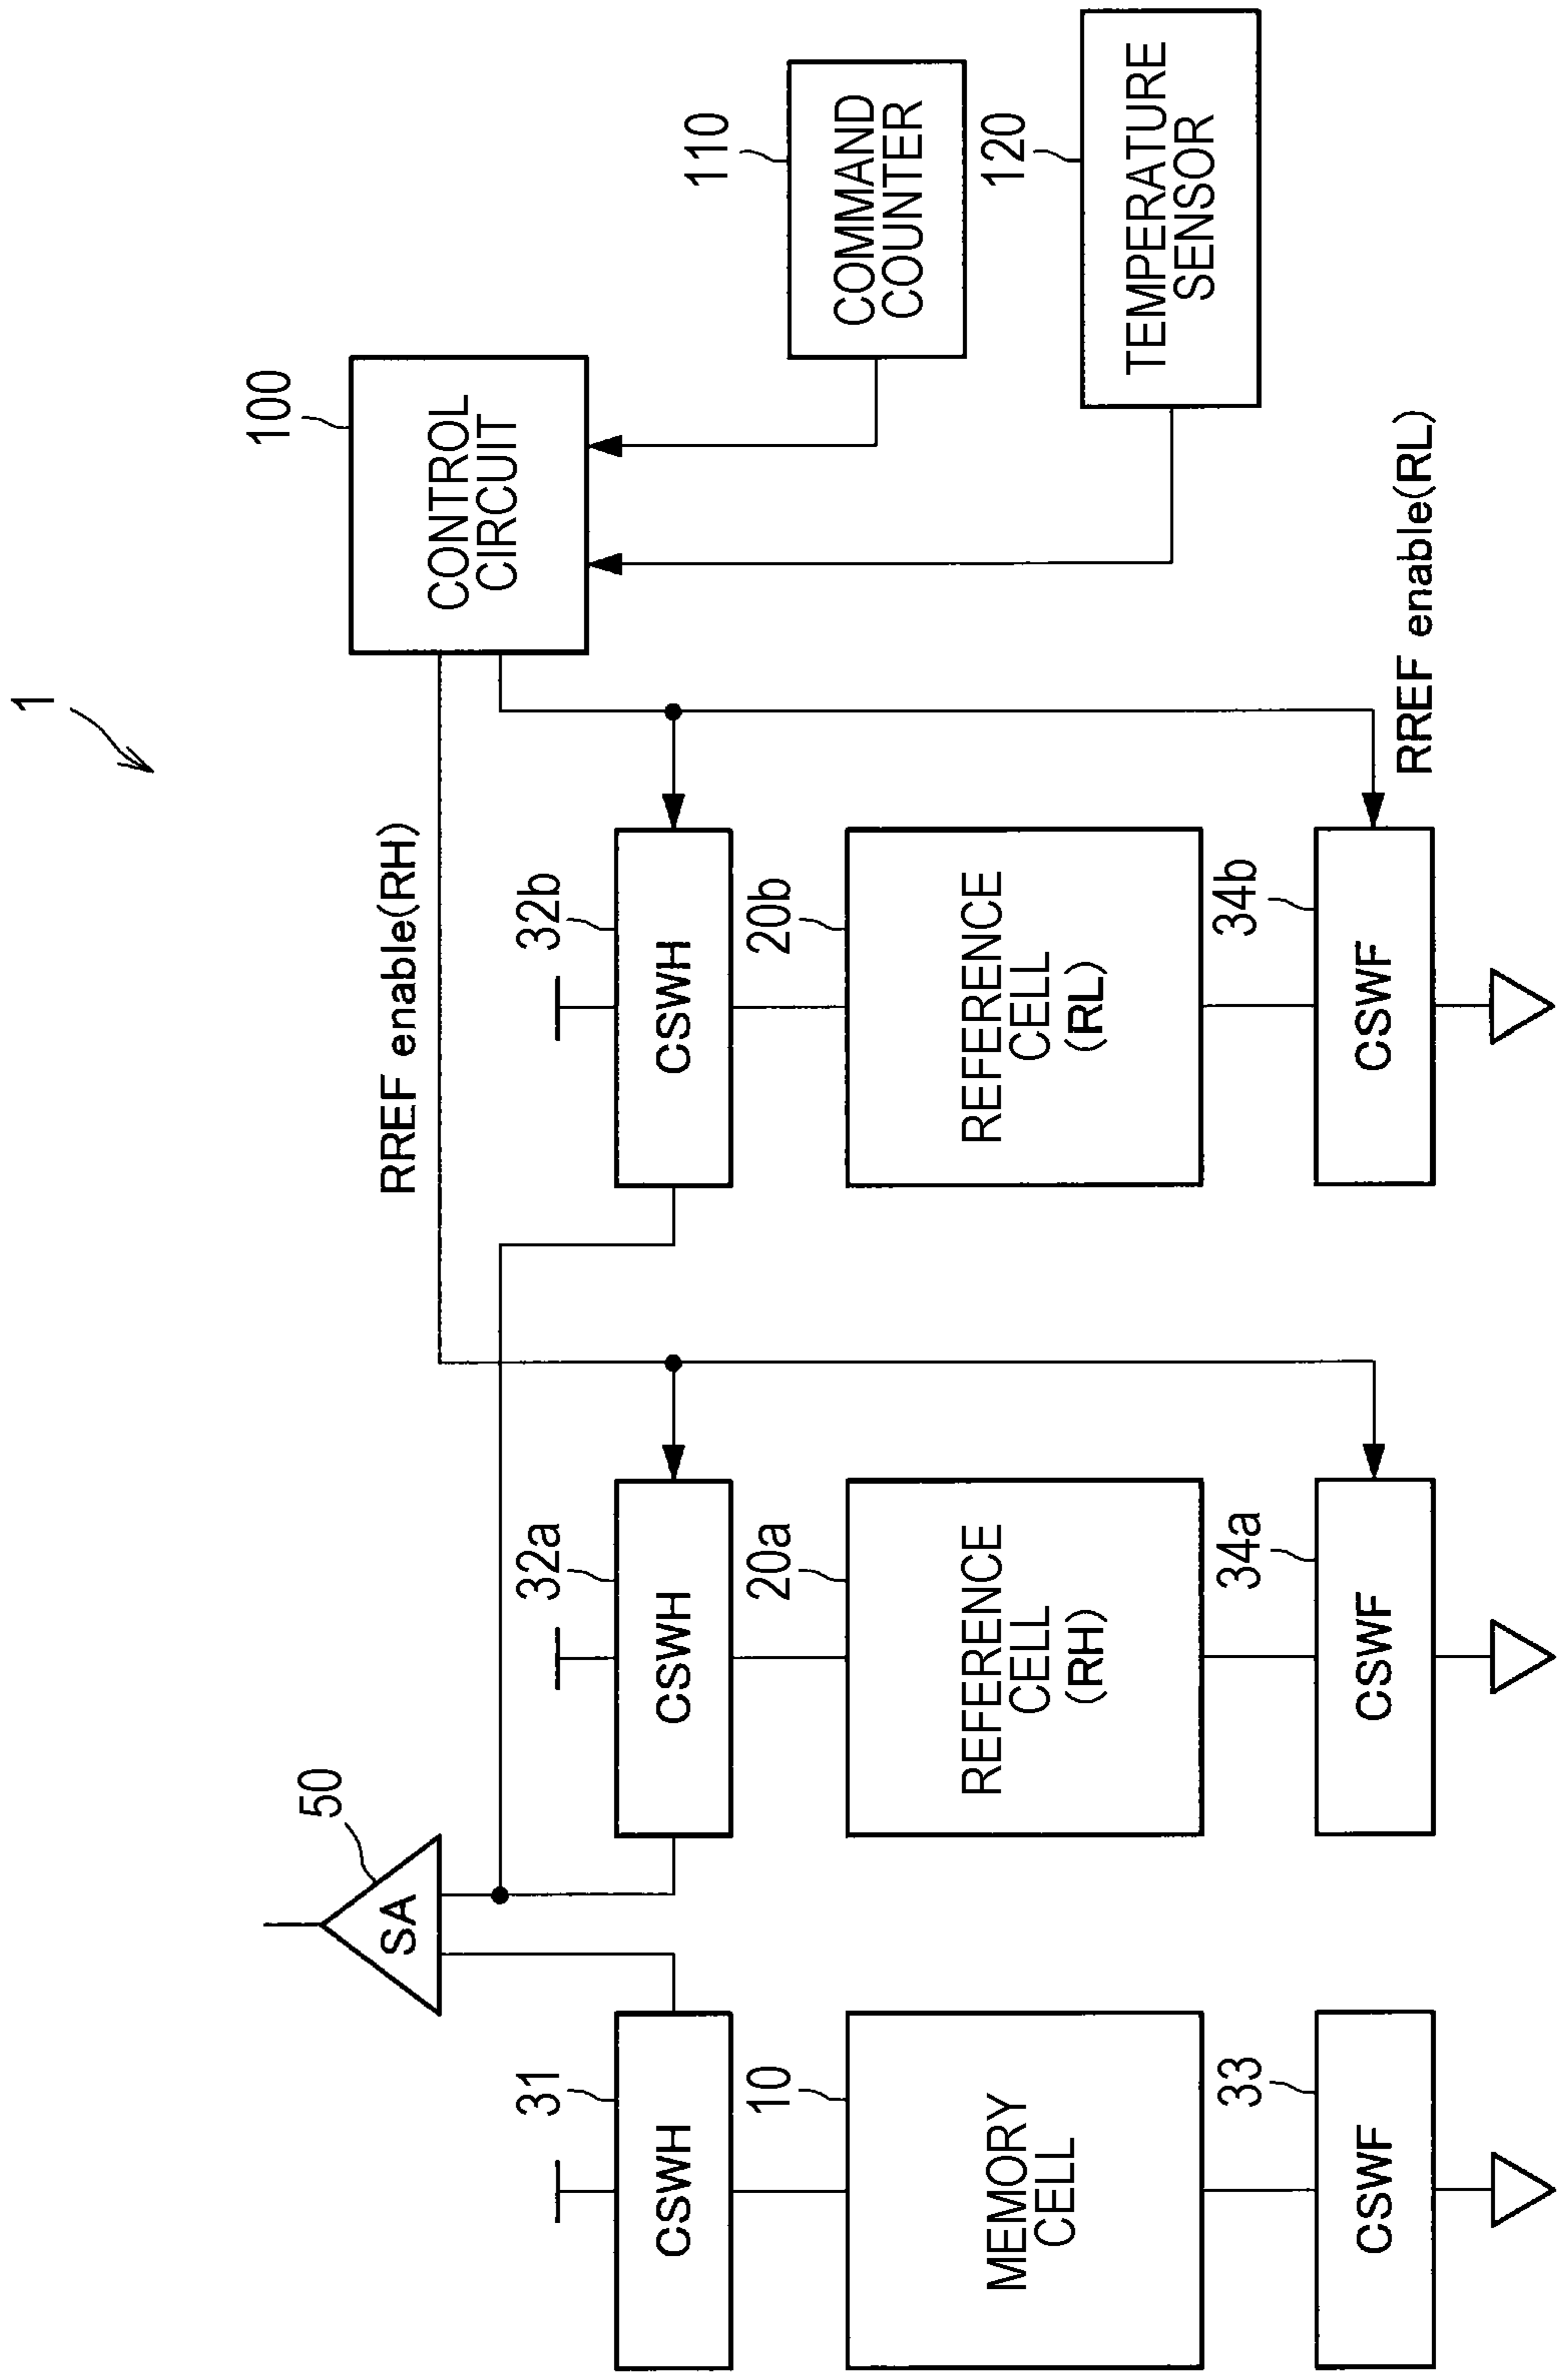 1
50
SA
RREF enable(RH)
100
CONTROL
CIRCUIT
31
CSWH
32a
CSWH
32b
CSWH
110
COMMAND
COUNTER
10
MEMORY
CELL
20a
REFERENCE
CELL
(RH)
20b
REFERENCE
CELL
(RL)
120
TEMPERATURE
SENSOR
33
CSWF
34a
CSWF
34b
CSWF
RREF enable(RL)